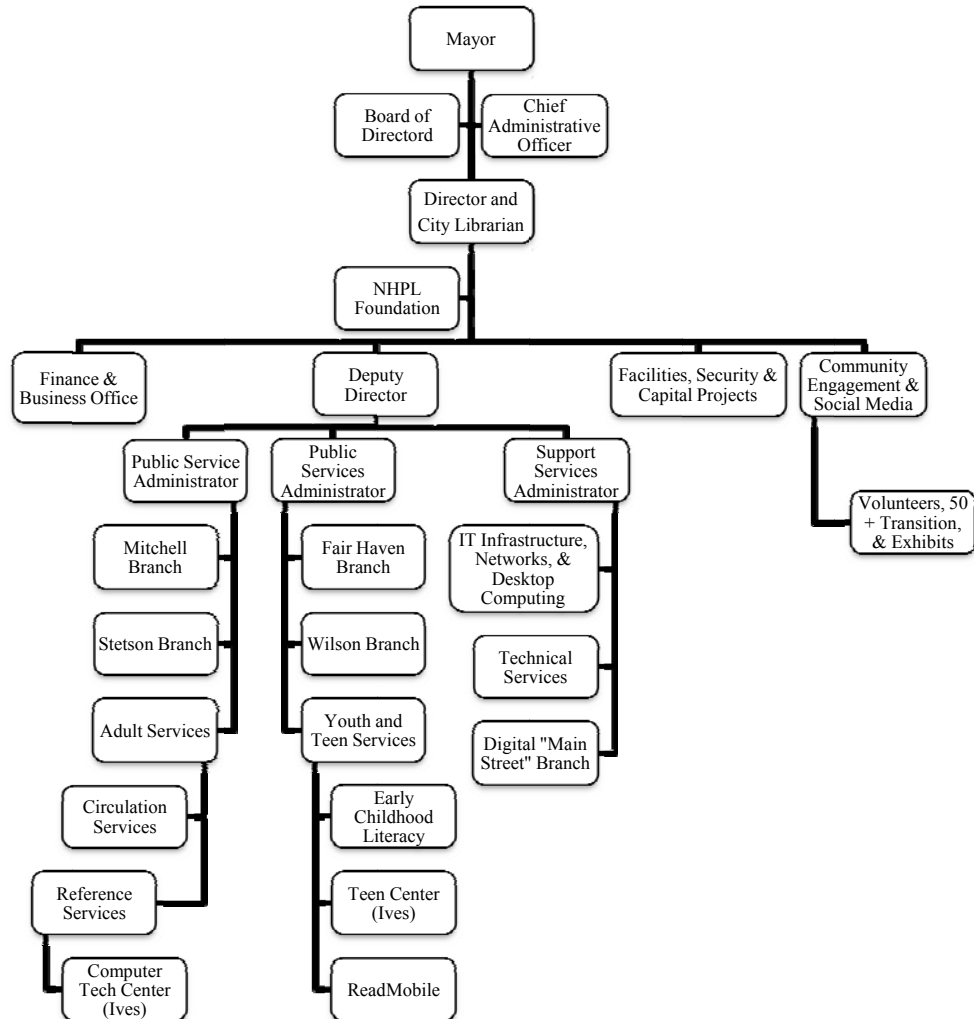 Mayor
Board of
Directord
Chief
Administrative
Officer
Director and
City Librarian
NHPL
Foundation
Finance &
Business Office
Deputy
Director
Facilities, Security &
Capital Projects
Community
Engagement &
Social Media
Public Service
Administrator
Public
Services
Administrator
Support
Services
Administrator
Volunteers, 50
+ Transition,
& Exhibits
Mitchell
Branch
Fair Haven
Branch
IT Infrastructure,
Networks, &
Desktop
Computing
Stetson Branch
Wilson Branch
Technical
Services
Adult Services
Youth and
Teen Services
Digital "Main
Street" Branch
Circulation
Services
Early
Childhood
Literacy
Reference
Services
Teen Center
(Ives)
Computer
Tech Center
(Ives)
ReadMobile